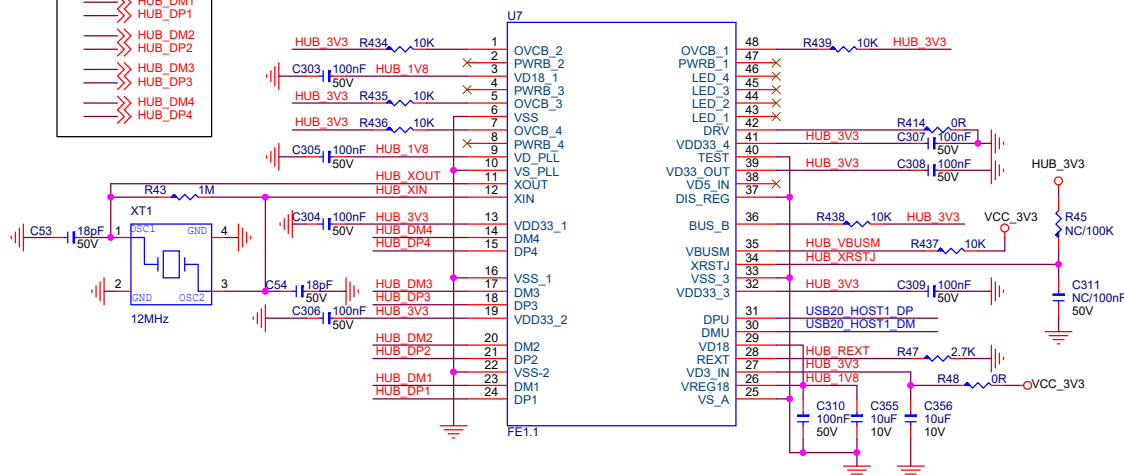 HUB_DM1
HUB_DP1
HUB_DM2
HUB_DP2
HUB_DM3
HUB_DP3
HUB_DM4
HUB_DP4
U7
HUB_3V3 R434 10K 1 OVCB_2
2 PWRB_2
C303 100nF 50V HUB_1V8 3 VD18_1
4 PWRB_3
HUB_3V3 R435 10K 5 OVCB_3
6 VSS
HUB_3V3 R436 10K 7 OVCB_4
8 PWRB_4
C305 100nF 50V HUB_1V8 9 VD_PLL
10 VS_PLL
HUB_XOUT 11 XOUT
HUB_XIN 12 XIN
R43 1M
C304 100nF 50V HUB_3V3 13 VDD33_1
HUB_DM4 14 DM4
HUB_DP4 15 DP4
16 VSS_1
HUB_DM3 17 DM3
HUB_DP3 18 DP3
C306 100nF 50V HUB_3V3 19 VDD33_2
HUB_DM2 20 DM2
HUB_DP2 21 DP2
22 VSS-2
HUB_DM1 23 DM1
HUB_DP1 24 DP1
XT1
C53 18pF 50V 1 OSC1 GND 4
2 GND OSC2 3
12MHz
C54 18pF 50V
OVCB_1 48 R439 10K HUB_3V3
PWRB_1 47
LED_4 46
LED_3 45
LED_2 44
LED_1 43
DRV 42 R414 0R
VDD33_4 41 HUB_3V3 C307 100nF 50V
TEST 40
VD33_OUT 39 HUB_3V3 C308 100nF 50V
VD5_IN 38
DIS_REG 37
BUS_B 36 R438 10K HUB_3V3
VBUSM 35 HUB_VBUSM R437 10K VCC_3V3
XRSTJ 34 HUB_XRSTJ
VSS_3 33
VDD33_3 32 HUB_3V3 C309 100nF 50V
DPU 31 USB20_HOST1_DP
DMU 30 USB20_HOST1_DM
VD18 29
REXT 28 HUB_REXT R47 2.7K
VD3_IN 27 HUB_3V3
VREG18 26 HUB_1V8
VS_A 25
R48 0R VCC_3V3
HUB_3V3
R45
NC/100K
C311
NC/100nF
50V
C310
100nF
50V
C355
10uF
10V
C356
10uF
10V
FE1.1